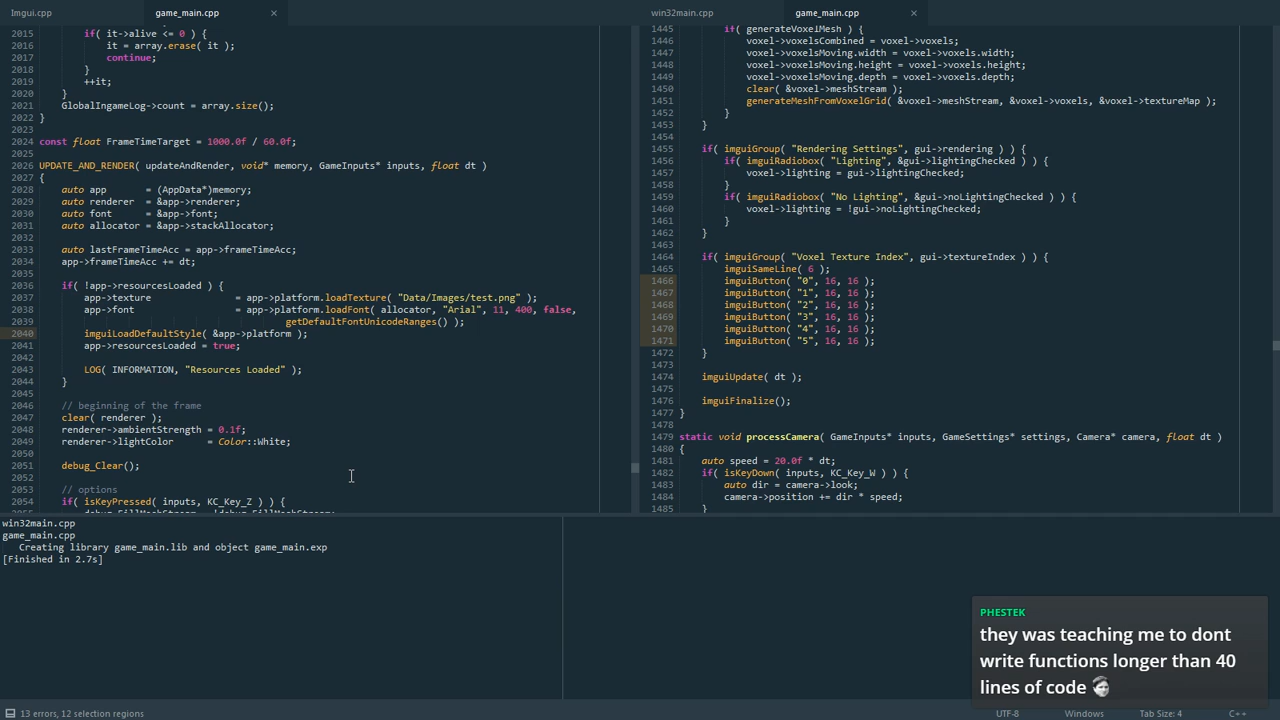 Imgui.cpp
game_main.cpp
×
win32main.cpp
game_main.cpp
×
2015 if( it->alive <= 0 ) {
2016 it = array.erase( it );
2017 continue;
2018 }
2019 ++it;
2020 }
2021 GlobalIngameLog->count = array.size();
2022 }
2023
2024 const float FrameTimeTarget = 1000.0f / 60.0f;
2025
2026 UPDATE_AND_RENDER( updateAndRender, void* memory, GameInputs* inputs, float dt )
2027 {
2028 auto app = (AppData*)memory;
2029 auto renderer = &app->renderer;
2030 auto font = &app->font;
2031 auto allocator = &app->stackAllocator;
2032
2033 auto lastFrameTimeAcc = app->frameTimeAcc;
2034 app->frameTimeAcc += dt;
2035
2036 if( !app->resourcesLoaded ) {
2037 app->texture = app->platform.loadTexture( "Data/Images/test.png" );
2038 app->font = app->platform.loadFont( allocator, "Arial", 11, 400, false,
2039 getDefaultFontUnicodeRanges() );
2040 imguiLoadDefaultStyle( &app->platform );
2041 app->resourcesLoaded = true;
2042
2043 LOG( INFORMATION, "Resources Loaded" );
2044 }
2045
2046 // beginning of the frame
2047 clear( renderer );
2048 renderer->ambientStrength = 0.1f;
2049 renderer->lightColor = Color::White;
2050
2051 debug_Clear();
2052
2053 // options
2054 if( isKeyPressed( inputs, KC_Key_Z ) ) {
1445 if( generateVoxelMesh ) {
1446 voxel->voxelsCombined = voxel->voxels;
1447 voxel->voxelsMoving.width = voxel->voxels.width;
1448 voxel->voxelsMoving.height = voxel->voxels.height;
1449 voxel->voxelsMoving.depth = voxel->voxels.depth;
1450 clear( &voxel->meshStream );
1451 generateMeshFromVoxelGrid( &voxel->meshStream, &voxel->voxels, &voxel->textureMap );
1452 }
1453 }
1454
1455 if( imguiGroup( "Rendering Settings", gui->rendering ) ) {
1456 if( imguiRadiobox( "Lighting", &gui->lightingChecked ) ) {
1457 voxel->lighting = gui->lightingChecked;
1458 }
1459 if( imguiRadiobox( "No Lighting", &gui->noLightingChecked ) ) {
1460 voxel->lighting = !gui->noLightingChecked;
1461 }
1462 }
1463
1464 if( imguiGroup( "Voxel Texture Index", gui->textureIndex ) ) {
1465 imguiSameLine( 6 );
1466 imguiButton( "0", 16, 16 );
1467 imguiButton( "1", 16, 16 );
1468 imguiButton( "2", 16, 16 );
1469 imguiButton( "3", 16, 16 );
1470 imguiButton( "4", 16, 16 );
1471 imguiButton( "5", 16, 16 );
1472 }
1473
1474 imguiUpdate( dt );
1475
1476 imguiFinalize();
1477 }
1478
1479 static void processCamera( GameInputs* inputs, GameSettings* settings, Camera* camera, float dt )
1480 {
1481 auto speed = 20.0f * dt;
1482 if( isKeyDown( inputs, KC_Key_W ) ) {
1483 auto dir = camera->look;
1484 camera->position += dir * speed;
1485 }
win32main.cpp
game_main.cpp
Creating library game_main.lib and object game_main.exp
[Finished in 2.7s]
PHESTEK
they was teaching me to dont
write functions longer than 40
lines of code
13 errors, 12 selection regions
UTF-8
Windows
Tab Size: 4
C++